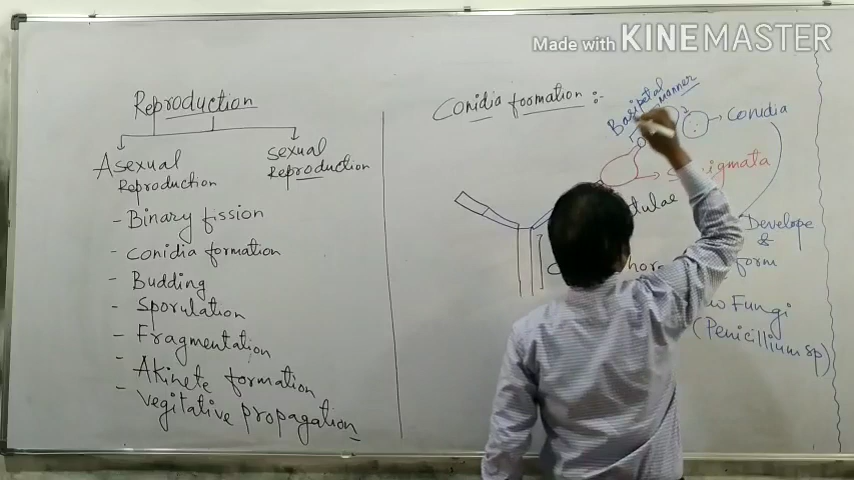 Made with KINEMASTER
Reproduction
Asexual
Reproduction
sexual
Reproduction
- Binary fission
- Conidia formation
- Budding
- Sporulation
- Fragmentation
- Akinete formation
- Vegitative propagation
Conidia formation :-
Basipetal
manner
Conidia
Develope
&
form
Fungi
(Penicillium sp)